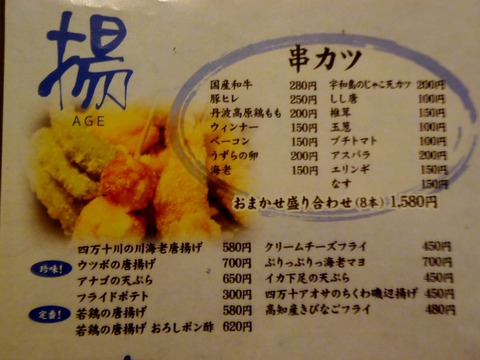 揚
AGE
串カツ
国産和牛 280円
豚ヒレ 250円
丹波高原鶏もも 200円
ウィンナー 150円
ベーコン 150円
うずらの卵 200円
海老 150円
宇和島のじゃこ天カツ 200円
しし唐 100円
椎茸 150円
玉葱 100円
プチトマト 100円
アスパラ 200円
エリンギ 150円
なす 150円
おまかせ盛り合わせ(8本) 1,580円
四万十川の川海老唐揚げ 580円
珍味! ウツボの唐揚げ 700円
アナゴの天ぷら 650円
フライドポテト 300円
定番! 若鶏の唐揚げ 580円
若鶏の唐揚げ おろしポン酢 620円
クリームチーズフライ 450円
ぷりっぷりっ海老マヨ 700円
イカ下足の天ぷら 450円
四万十アオサのちくわ磯辺揚げ 450円
高知産きびなごフライ 480円